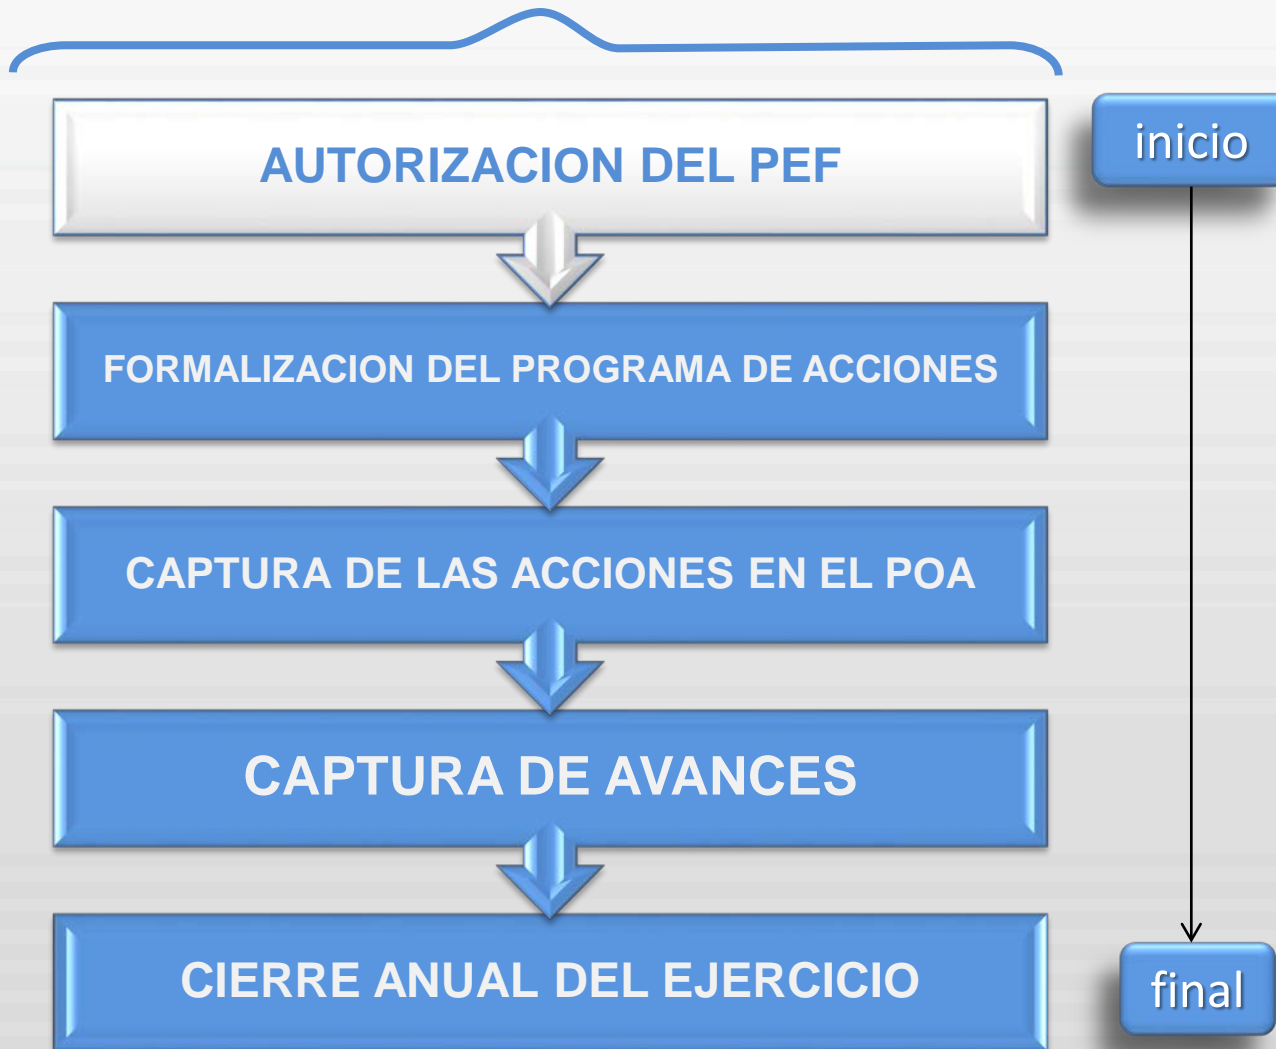 AUTORIZACION DEL PEF
inicio
FORMALIZACION DEL PROGRAMA DE ACCIONES
CAPTURA DE LAS ACCIONES EN EL POA
CAPTURA DE AVANCES
CIERRE ANUAL DEL EJERCICIO
final